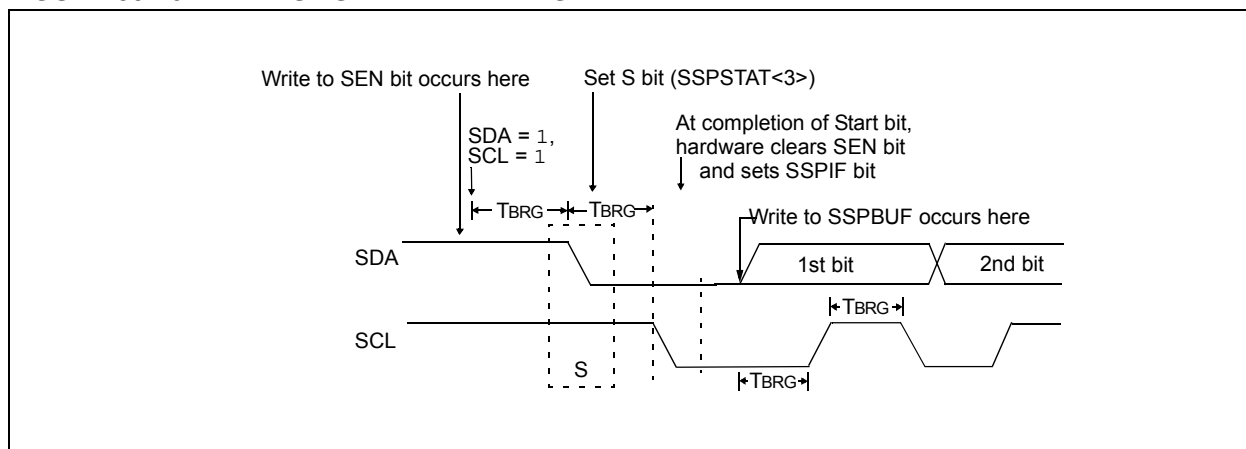 Write to SEN bit occurs here
Set S bit (SSPSTAT<3>)
SDA = 1,
SCL = 1
At completion of Start bit,
hardware clears SEN bit
and sets SSPIF bit
TBRG
TBRG
Write to SSPBUF occurs here
SDA
1st bit
2nd bit
TBRG
SCL
S
TBRG